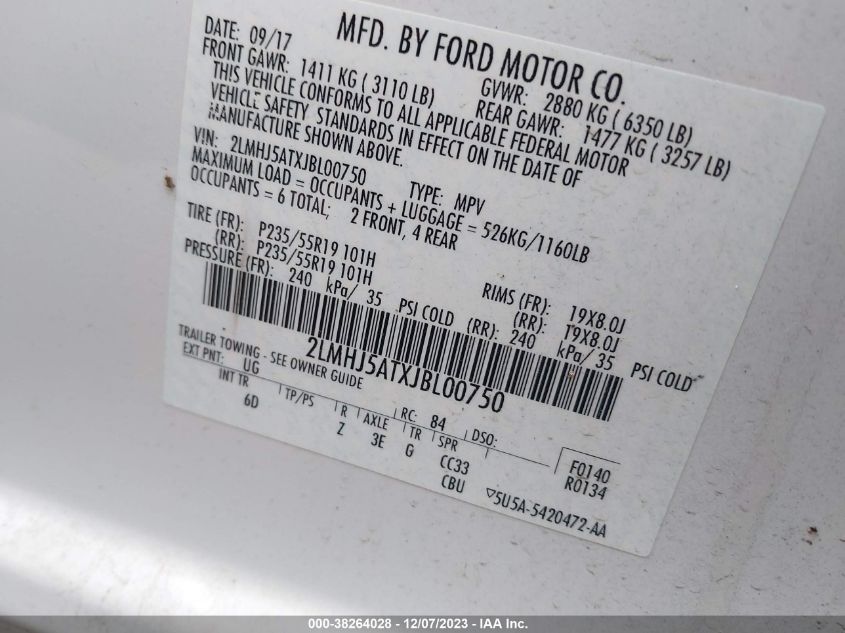 MFD. BY FORD MOTOR CO.
DATE: 09/17 GVWR: 2880 KG ( 6350 LB)
FRONT GAWR: 1411 KG ( 3110 LB) REAR GAWR: 1477 KG ( 3257 LB)
THIS VEHICLE CONFORMS TO ALL APPLICABLE FEDERAL MOTOR
VEHICLE SAFETY STANDARDS IN EFFECT ON THE DATE OF
MANUFACTURE SHOWN ABOVE.
VIN: 2LMHJ5ATXJBL00750 TYPE: MPV
MAXIMUM LOAD = OCCUPANTS + LUGGAGE = 526KG/1160LB
OCCUPANTS = 6 TOTAL; 2 FRONT, 4 REAR
TIRE (FR): P235/55R19 101H RIMS (FR): 19X8.0J
(RR): P235/55R19 101H (RR): 19X8.0J
PRESSURE (FR): 240 kPa/ 35 PSI COLD (RR): 240 kPa/ 35 PSI COLD
2LMHJ5ATXJBL00750
TRAILER TOWING - SEE OWNER GUIDE
EXT PNT: UG RC: 84 DSO:
INT TR TP/PS R AXLE TR SPR F0140
6D Z 3E G CC33 R0134
CBU ▽5U5A-5420472-AA
000-38264028 - 12/07/2023 - IAA Inc.